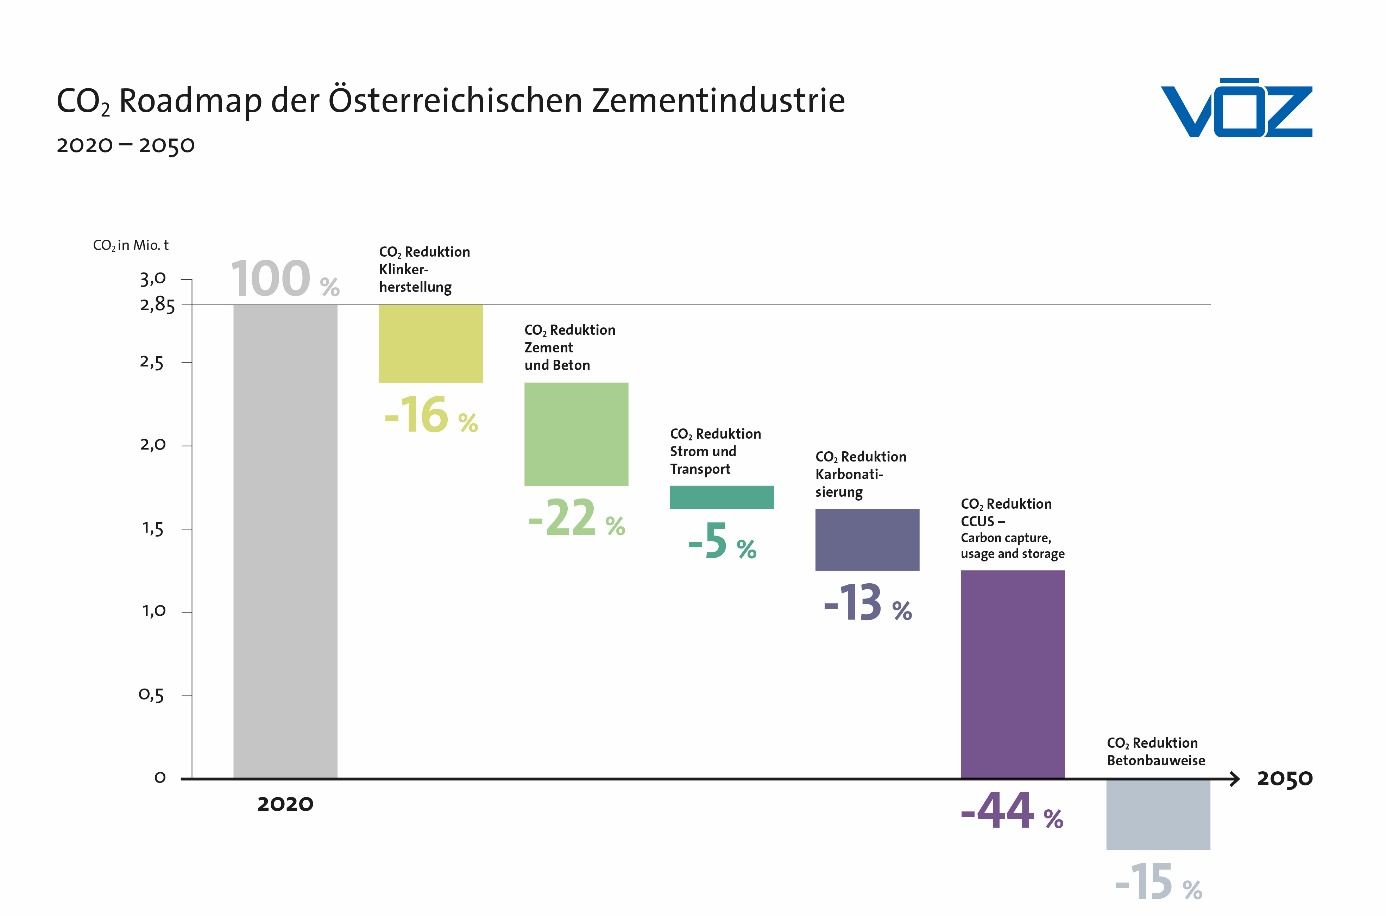 CO₂ Roadmap der Österreichischen Zementindustrie
2020 – 2050
VÖZ
CO₂ in Mio. t
3,0
2,85
2,5
2,0
1,5
1,0
0,5
0
100 %
2020
CO₂ Reduktion
Klinker-
herstellung
-16 %
CO₂ Reduktion
Zement
und Beton
-22 %
CO₂ Reduktion
Strom und
Transport
-5 %
CO₂ Reduktion
Karbonati-
sierung
-13 %
CO₂ Reduktion
CCUS –
Carbon capture,
usage and storage
-44 %
CO₂ Reduktion
Betonbauweise
-15 %
2050